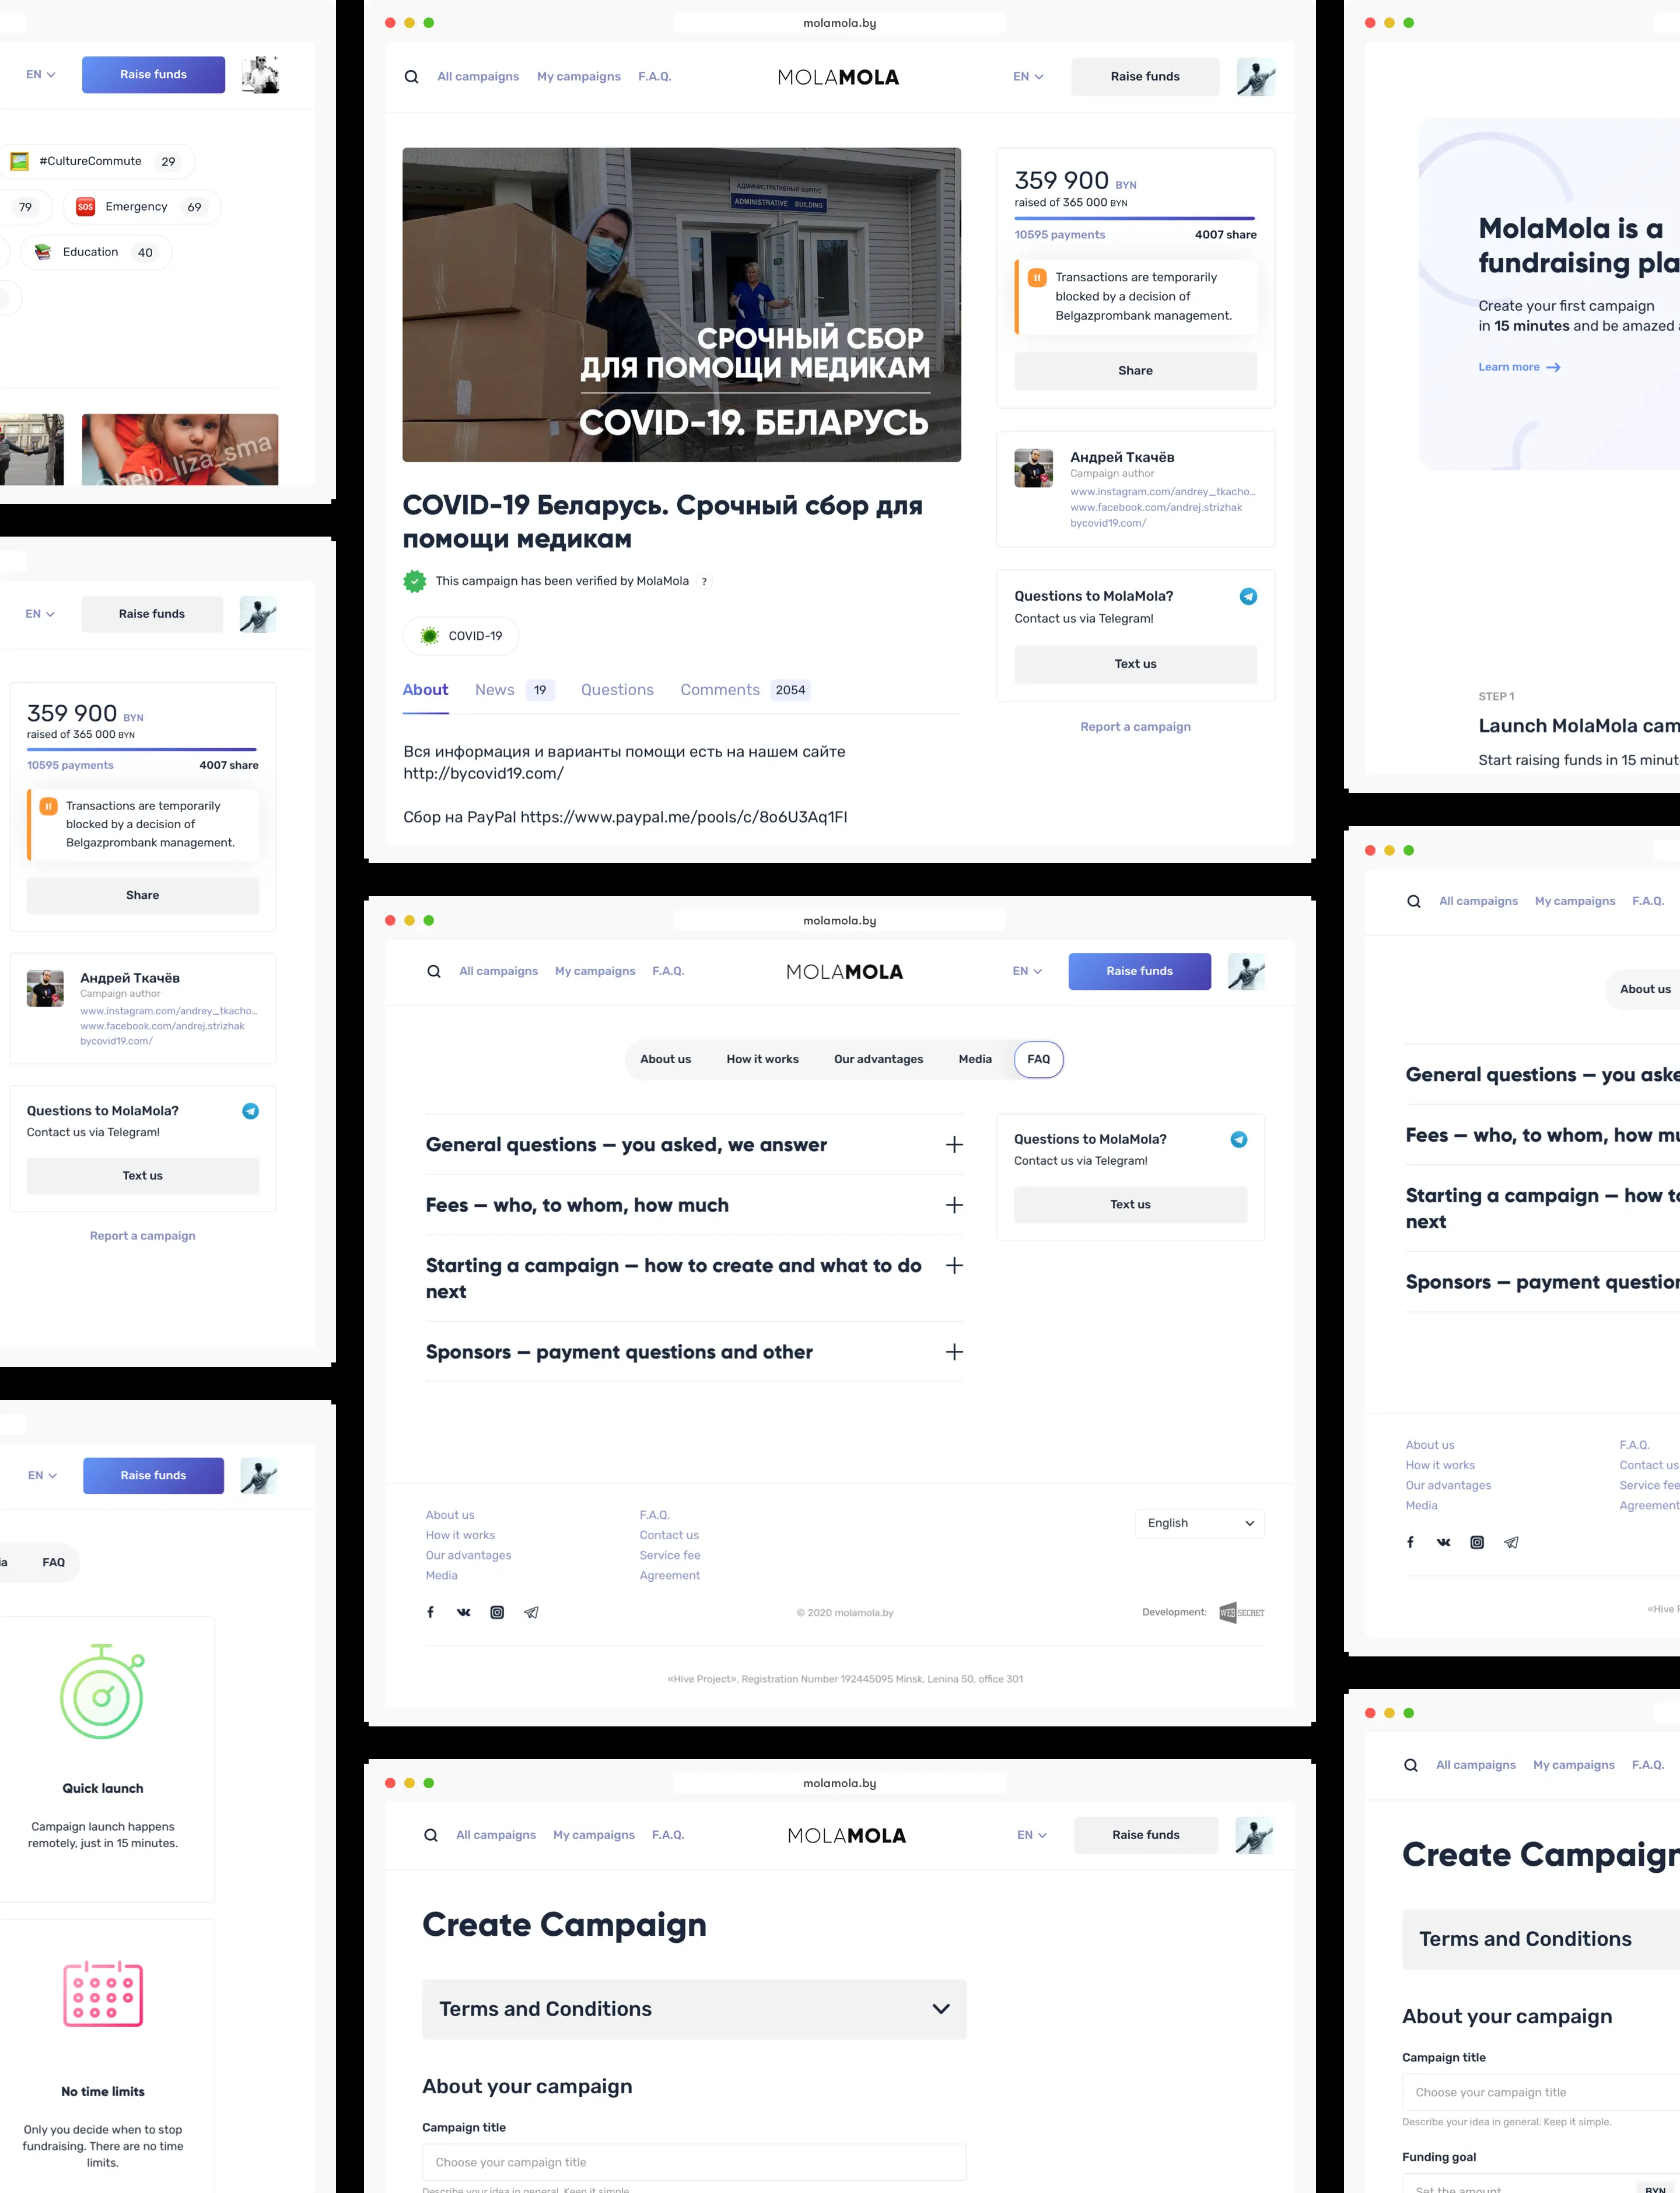 EN
Raise funds
#CultureCommute 29
79
Emergency 69
Education 40
@help_liza_sma
EN
Raise funds
359 900 BYN
raised of 365 000 BYN
10595 payments
4007 share
Transactions are temporarily
blocked by a decision of
Belgazprombank management.
Share
Андрей Ткачёв
Campaign author
www.instagram.com/andrey_tkacho...
www.facebook.com/andrej.strizhak
bycovid19.com/
Questions to MolaMola?
Contact us via Telegram!
Text us
Report a campaign
EN
Raise funds
FAQ
Quick launch
Campaign launch happens
remotely, just in 15 minutes.
No time limits
Only you decide when to stop
fundraising. There are no time
limits.
molamola.by
All campaigns
My campaigns
F.A.Q.
MOLAMOLA
EN
Raise funds
АДМИНИСТРАТИВНЫЙ КОРПУС
ADMINISTRATIVE BUILDING
СРОЧНЫЙ СБОР
ДЛЯ ПОМОЩИ МЕДИКАМ
COVID-19. БЕЛАРУСЬ
COVID-19 Беларусь. Срочный сбор для
помощи медикам
This campaign has been verified by MolaMola ?
COVID-19
About
News 19
Questions
Comments 2054
Вся информация и варианты помощи есть на нашем сайте
http://bycovid19.com/
Сбор на PayPal https://www.paypal.me/pools/c/8o6U3Aq1FI
359 900 BYN
raised of 365 000 BYN
10595 payments
4007 share
Transactions are temporarily
blocked by a decision of
Belgazprombank management.
Share
Андрей Ткачёв
Campaign author
www.instagram.com/andrey_tkacho...
www.facebook.com/andrej.strizhak
bycovid19.com/
Questions to MolaMola?
Contact us via Telegram!
Text us
Report a campaign
molamola.by
All campaigns
My campaigns
F.A.Q.
MOLAMOLA
EN
Raise funds
About us
How it works
Our advantages
Media
FAQ
General questions — you asked, we answer
Fees — who, to whom, how much
Starting a campaign — how to create and what to do
next
Sponsors — payment questions and other
Questions to MolaMola?
Contact us via Telegram!
Text us
About us
How it works
Our advantages
Media
F.A.Q.
Contact us
Service fee
Agreement
English
© 2020 molamola.by
Development:
WEB SECRET
«Hive Project», Registration Number 192445095 Minsk, Lenina 50, office 301
molamola.by
All campaigns
My campaigns
F.A.Q.
MOLAMOLA
EN
Raise funds
Create Campaign
Terms and Conditions
About your campaign
Campaign title
Choose your campaign title
Describe your idea in general. Keep it simple.
MolaMola is a
fundraising pla
Create your first campaign
in 15 minutes and be amazed
Learn more
STEP 1
Launch MolaMola cam
Start raising funds in 15 minut
All campaigns
My campaigns
F.A.Q.
About us
General questions — you aske
Fees — who, to whom, how mu
Starting a campaign — how to
next
Sponsors — payment question
About us
How it works
Our advantages
Media
F.A.Q.
Contact us
Service fee
Agreement
«Hive
All campaigns
My campaigns
F.A.Q.
Create Campaign
Terms and Conditions
About your campaign
Campaign title
Choose your campaign title
Describe your idea in general. Keep it simple.
Funding goal
Set the amount
BYN